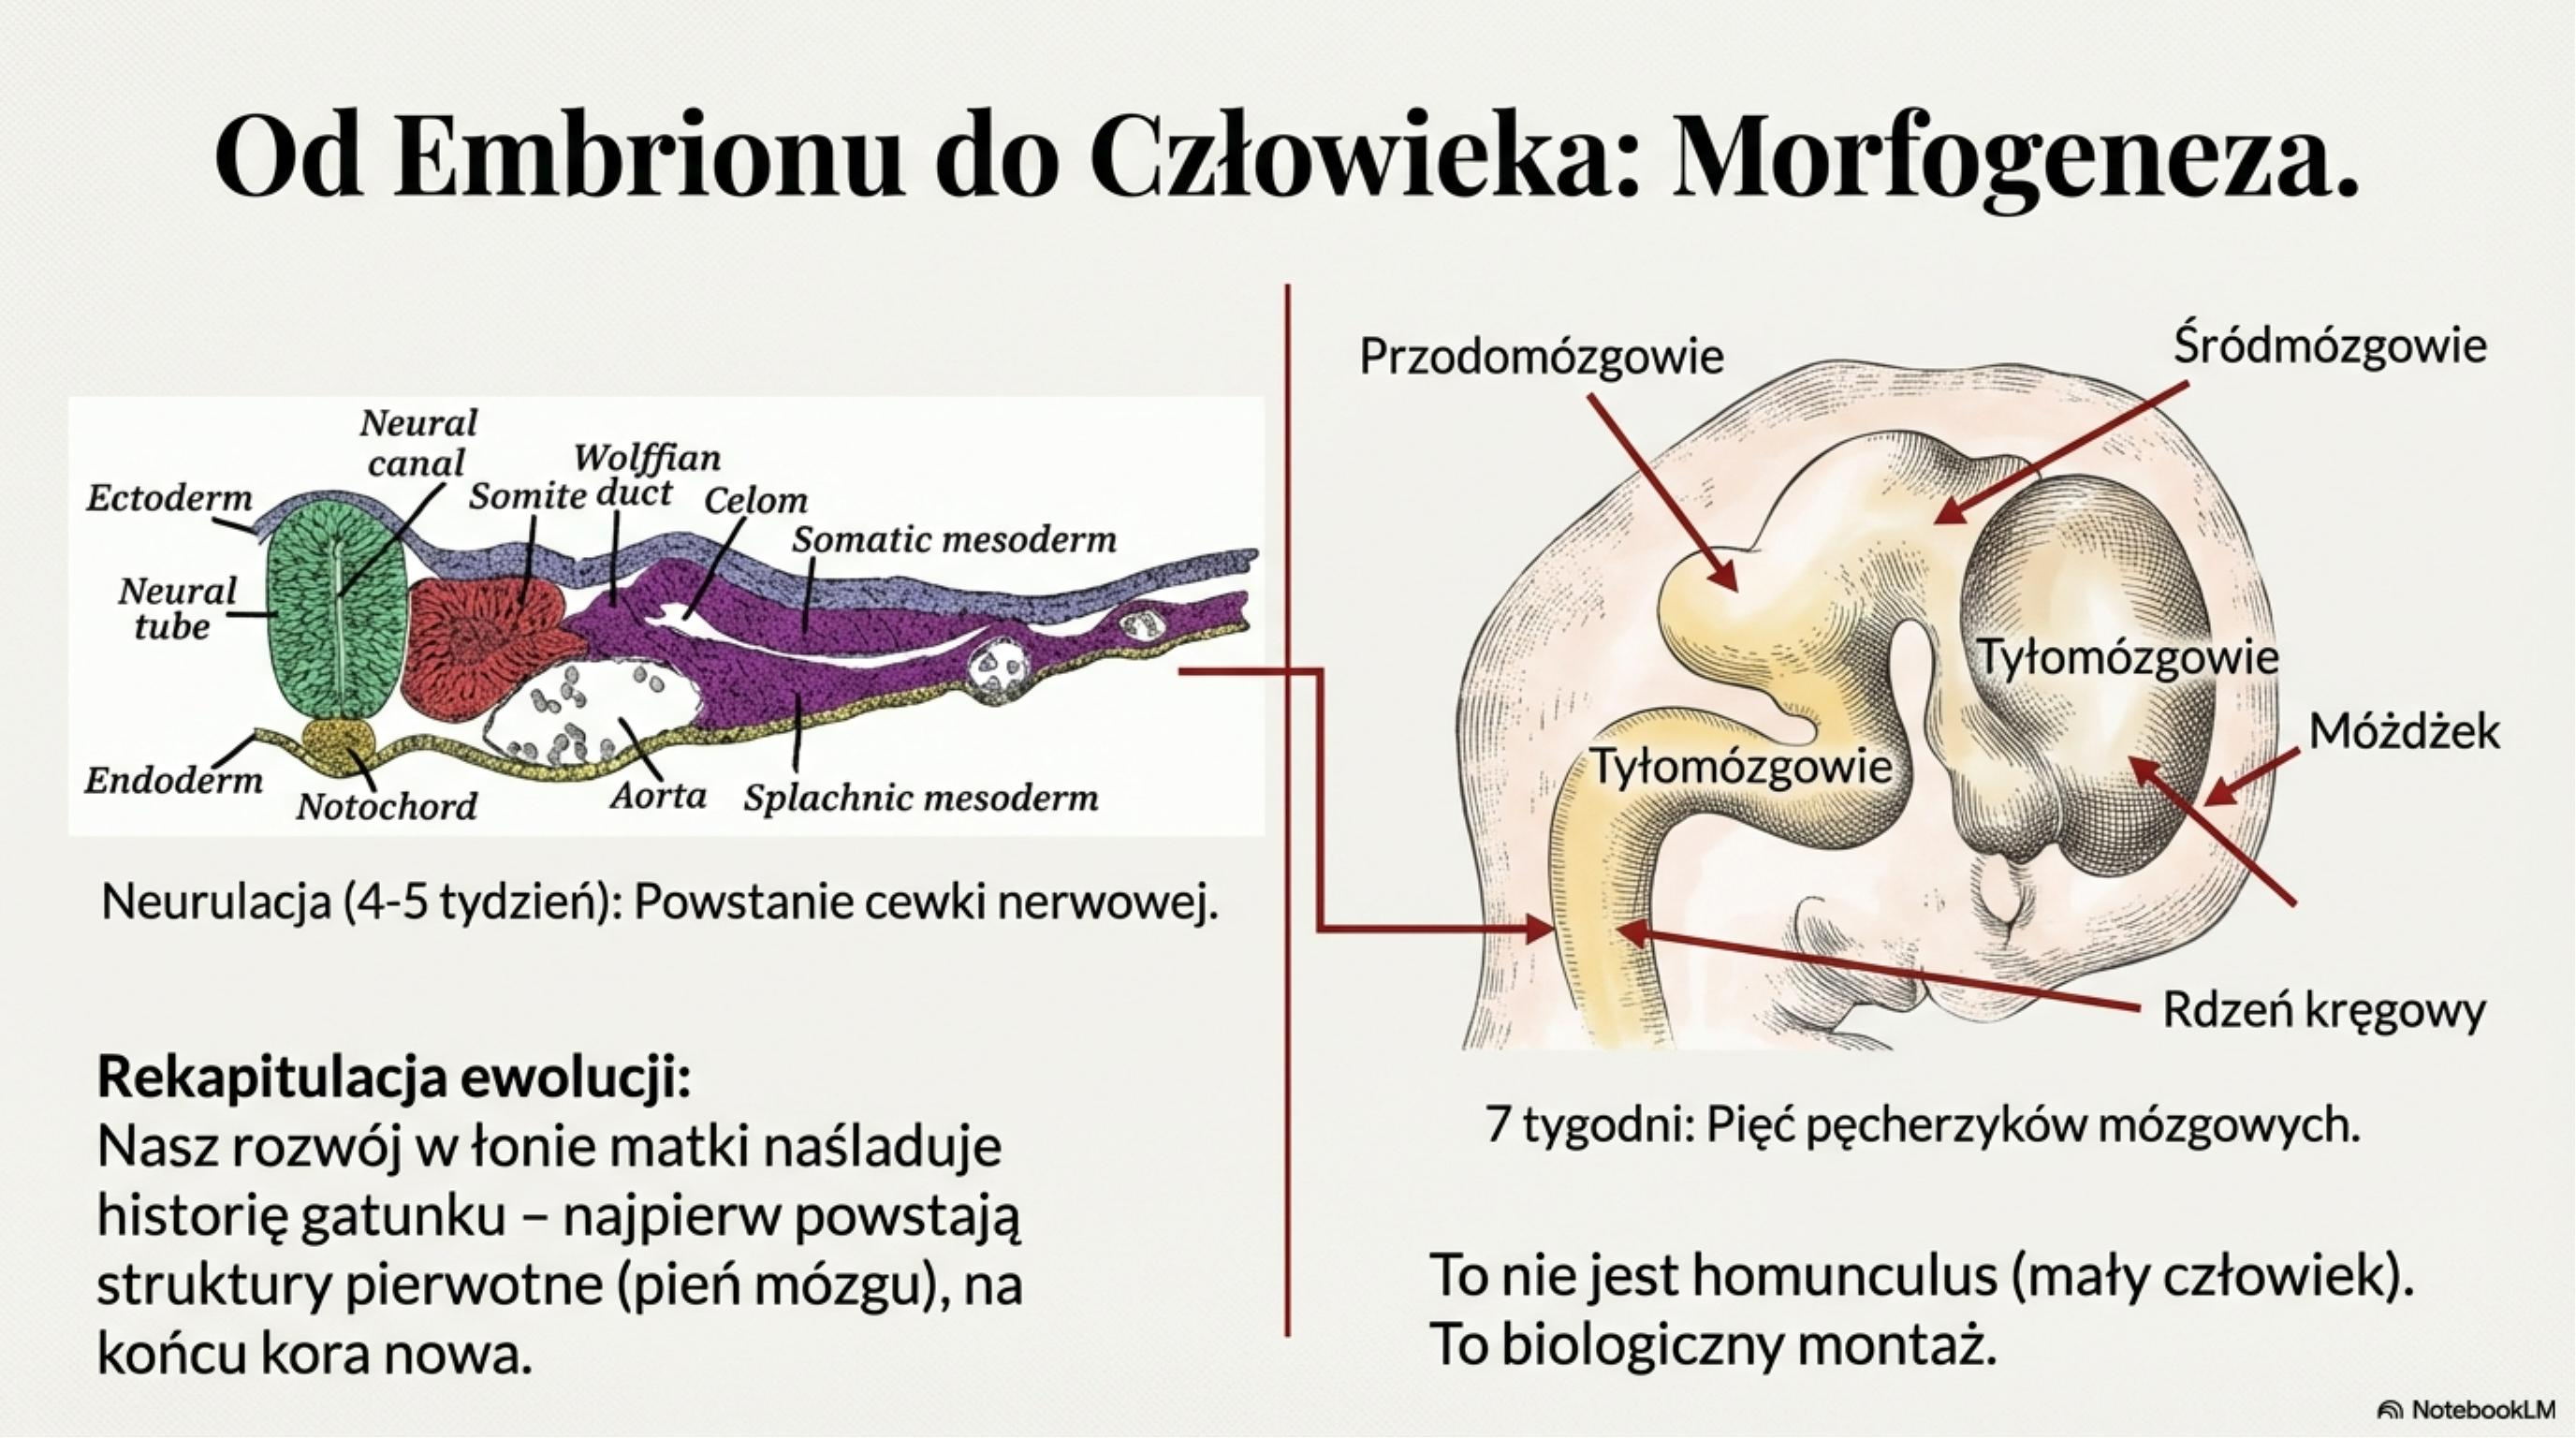 Od Embrionu do Człowieka: Morfogeneza.
Neural
canal
Wolffian
duct
Ectoderm
Somite
Celom
Somatic mesoderm
Neural
tube
Endoderm
Notochord
Aorta
Splachnic mesoderm
Neurulacja (4-5 tydzień): Powstanie cewki nerwowej.
Rekapitulacja ewolucji:
Nasz rozwój w łonie matki naśladuje
historię gatunku – najpierw powstają
struktury pierwotne (pień mózgu), na
końcu kora nowa.
Przodomózgowie
Śródmózgowie
Tyłomózgowie
Móżdżek
Tyłomózgowie
Rdzeń kręgowy
7 tygodni: Pięć pęcherzyków mózgowych.
To nie jest homunculus (mały człowiek).
To biologiczny montaż.
NotebookLM